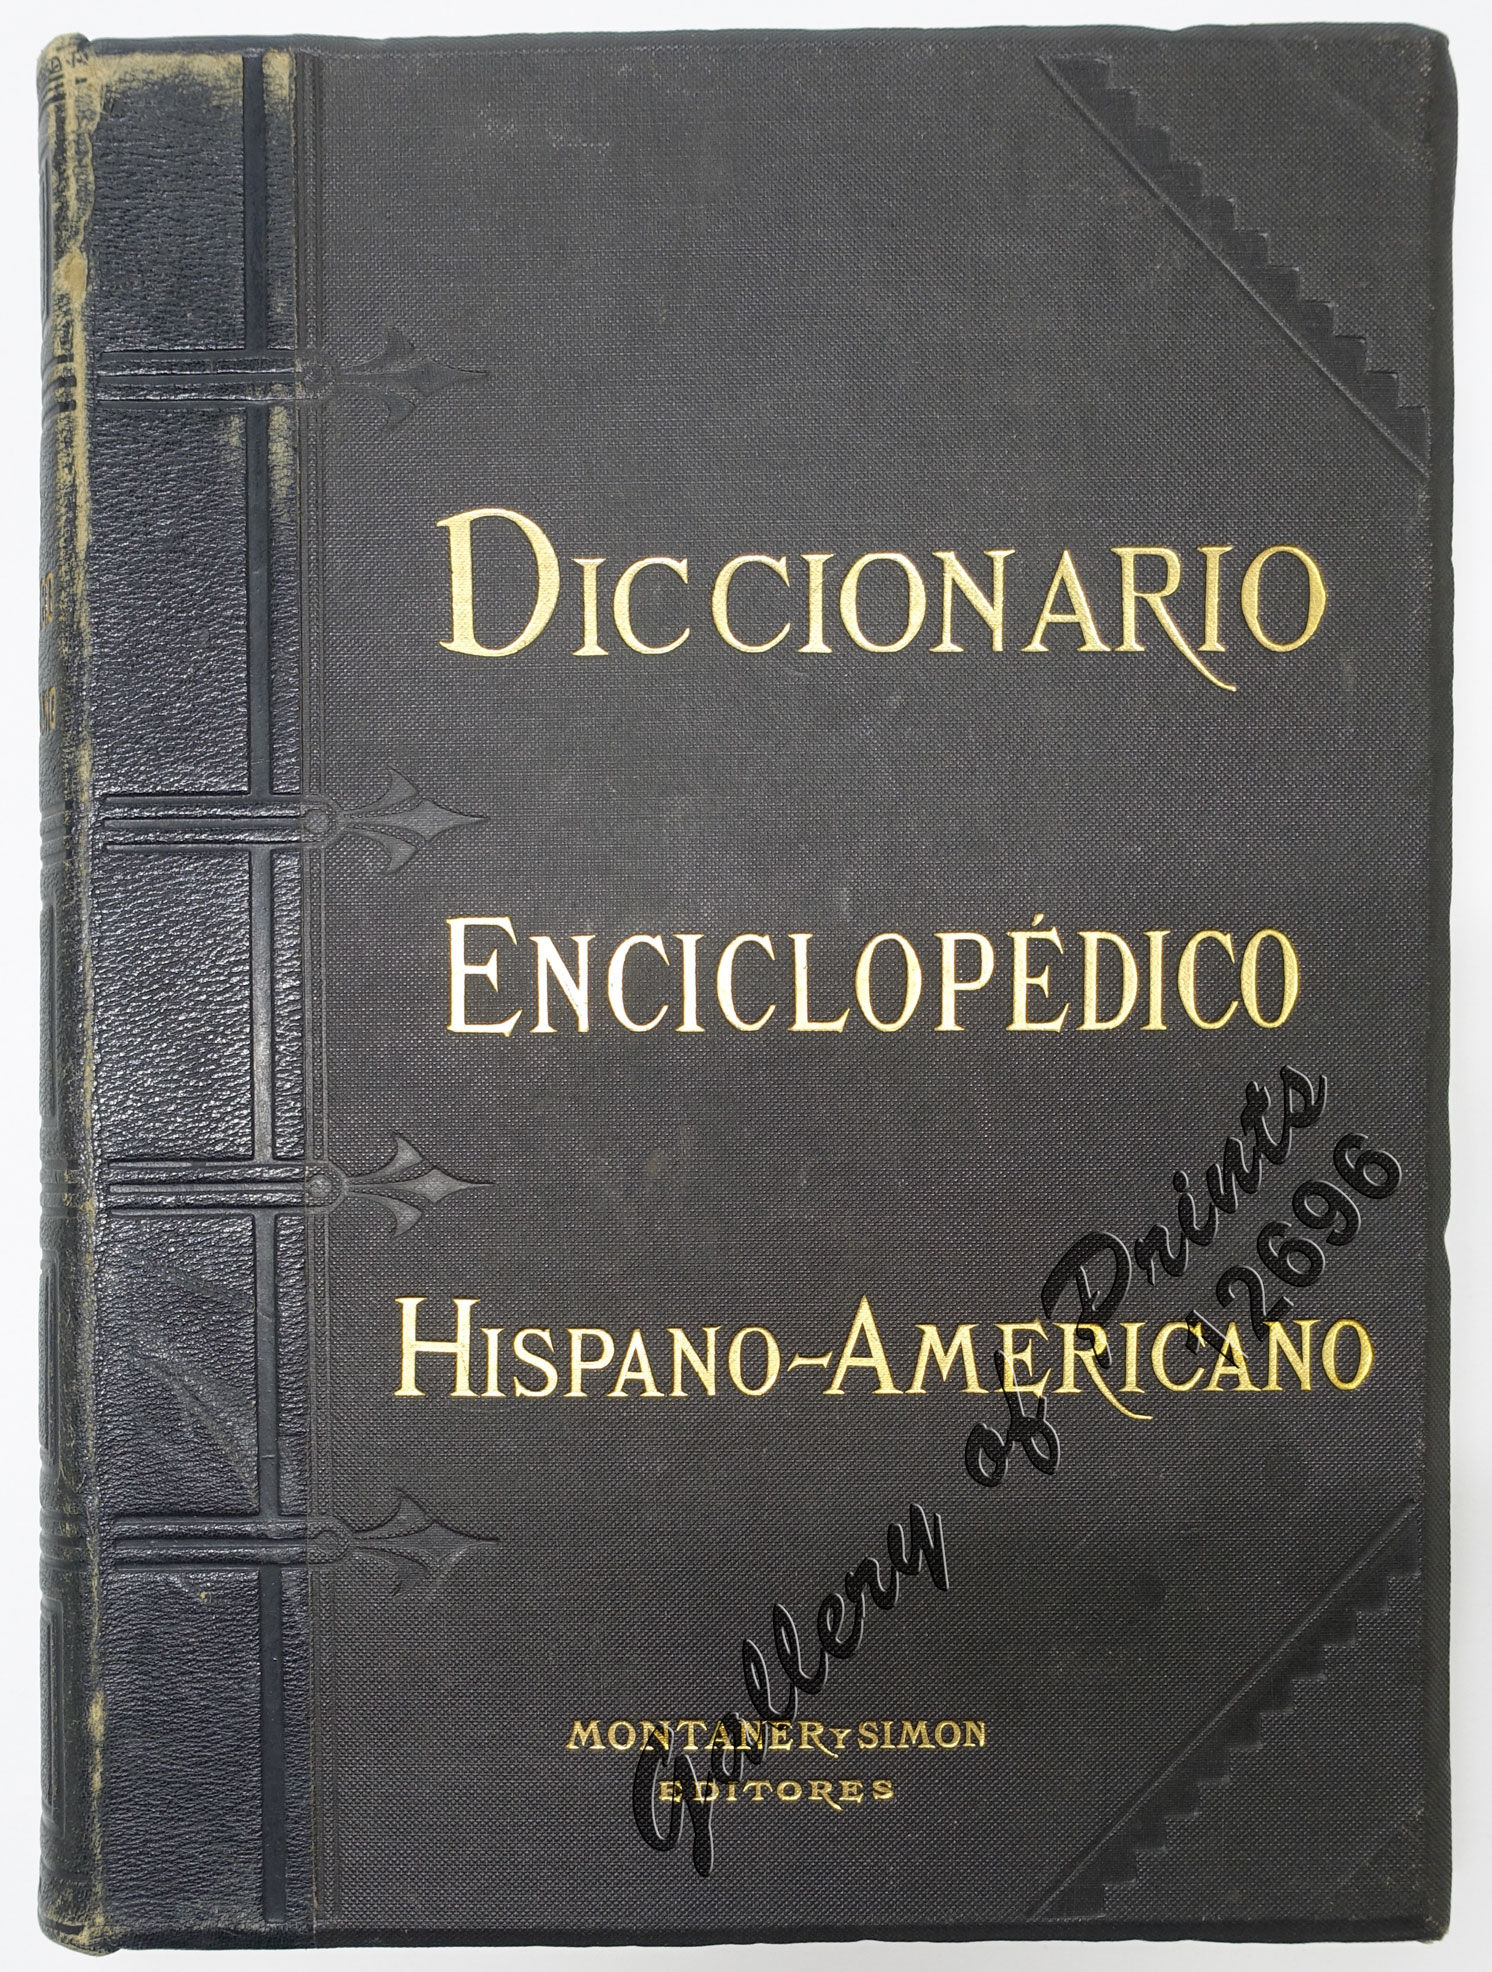 DICCIONARIO
ENCICLOPÉDICO
HISPANO-AMERICANO
MONTANER Y SIMON
EDITORES
Gallery of Prints
12696